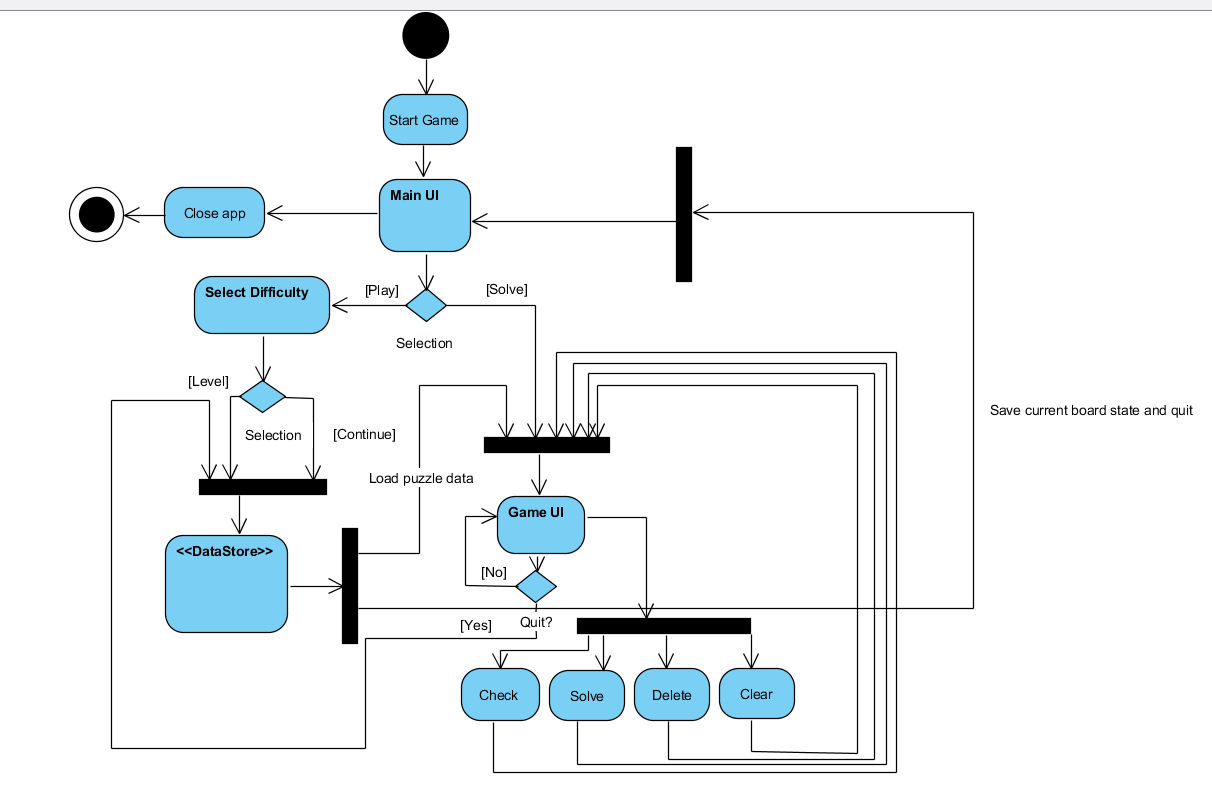 Start Game
Main UI
Close app
Select Difficulty
[Play]
[Solve]
Selection
[Level]
Selection
[Continue]
Save current board state and quit
Load puzzle data
Game UI
<<DataStore>>
[No]
Quit?
[Yes]
Check
Solve
Delete
Clear